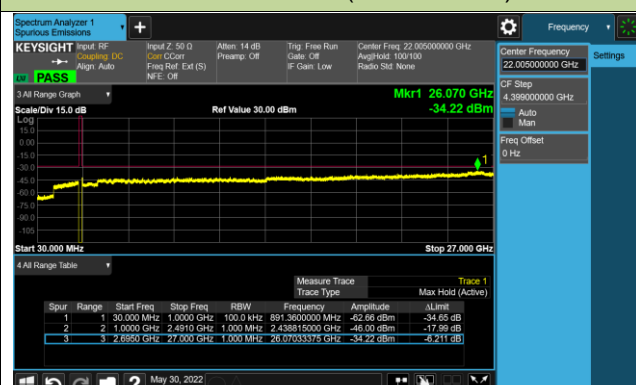 Spectrum Analyzer 1
Spurious Emissions
Frequency
KEYSIGHT
Input: RF
Coupling: DC
Align: Auto
Input Z: 50 Ω
Corr CCorr
Freq Ref: Ext (S)
NFE: Off
Atten: 14 dB
Preamp: Off
Trig: Free Run
Gate: Off
IF Gain: Low
Center Freq: 22.005000000 GHz
Avg|Hold: 100/100
Radio Std: None
PASS
Center Frequency
22.005000000 GHz
Settings
CF Step
4.399000000 GHz
Auto
Man
Freq Offset
0 Hz
3 All Range Graph
Mkr1 26.070 GHz
-34.22 dBm
Scale/Div 15.0 dB
Ref Value 30.00 dBm
Log
15.0
0.00
-15.0
-30.0
-45.0
-60.0
-75.0
-90.0
-105
1
Start 30.000 MHz
Stop 27.000 GHz
4 All Range Table
Measure Trace Trace 1
Trace Type Max Hold (Active)
Spur Range Start Freq Stop Freq RBW Frequency Amplitude ΔLimit
1 1 30.000 MHz 1.0000 GHz 100.0 kHz 891.3600000 MHz -62.66 dBm -34.65 dB
2 2 1.0000 GHz 2.4910 GHz 1.000 MHz 2.438815000 GHz -46.00 dBm -17.99 dB
3 3 2.6950 GHz 27.000 GHz 1.000 MHz 26.07033375 GHz -34.22 dBm -6.211 dB
May 30, 2022